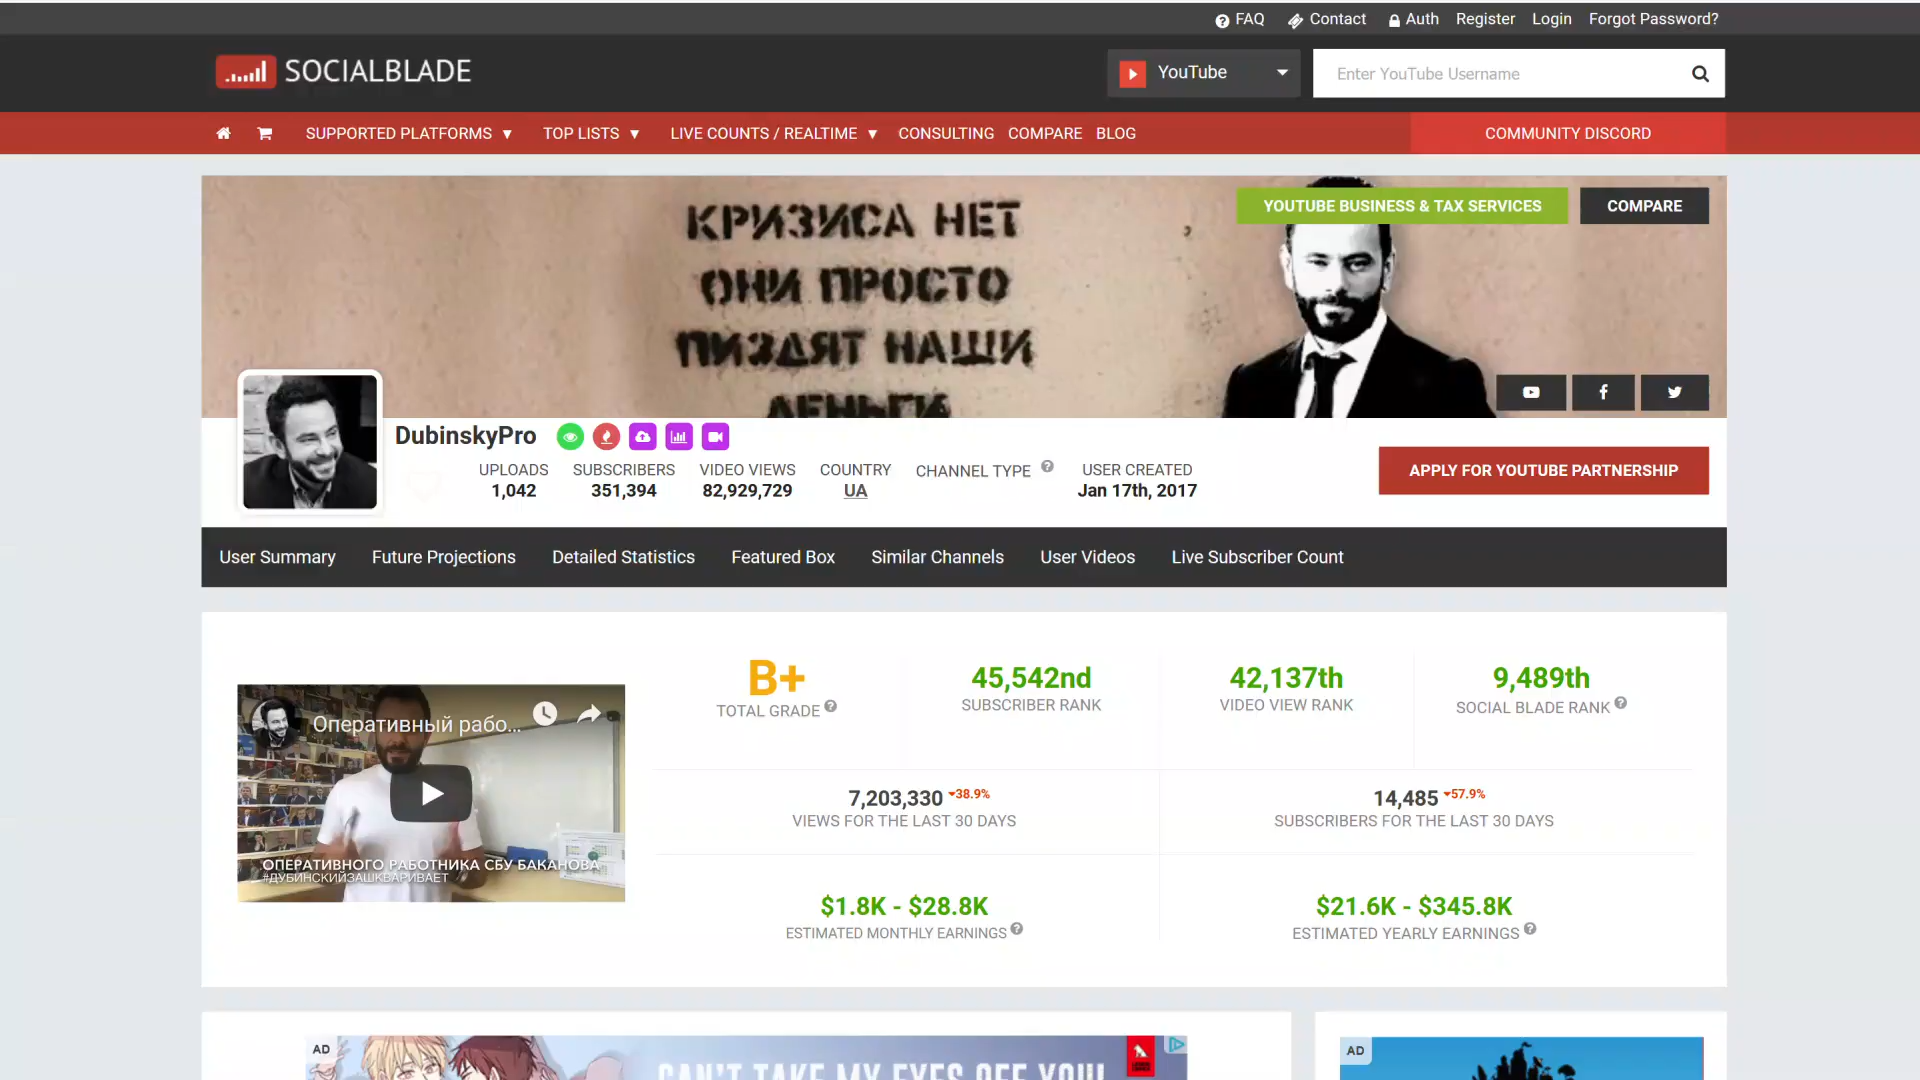 FAQ Contact Auth Register Login Forgot Password?
SOCIALBLADE
YouTube
Enter YouTube Username
SUPPORTED PLATFORMS ▼ TOP LISTS ▼ LIVE COUNTS / REALTIME ▼ CONSULTING COMPARE BLOG
COMMUNITY DISCORD
КРИЗИСА НЕТ
ОНИ ПРОСТО
ПИЗДЯТ НАШИ
ДЕНЬГИ
YOUTUBE BUSINESS & TAX SERVICES
COMPARE
DubinskyPro
UPLOADS
1,042
SUBSCRIBERS
351,394
VIDEO VIEWS
82,929,729
COUNTRY
UA
CHANNEL TYPE
USER CREATED
Jan 17th, 2017
APPLY FOR YOUTUBE PARTNERSHIP
User Summary Future Projections Detailed Statistics Featured Box Similar Channels User Videos Live Subscriber Count
Оперативный рабо...
ОПЕРАТИВНОГО РАБОТНИКА СБУ БАКАНОВА
#ДУБИНСКИЙЗАШКВАРИВАЕТ
B+
TOTAL GRADE
45,542nd
SUBSCRIBER RANK
42,137th
VIDEO VIEW RANK
9,489th
SOCIAL BLADE RANK
7,203,330 38.9%
VIEWS FOR THE LAST 30 DAYS
14,485 57.9%
SUBSCRIBERS FOR THE LAST 30 DAYS
$1.8K - $28.8K
ESTIMATED MONTHLY EARNINGS
$21.6K - $345.8K
ESTIMATED YEARLY EARNINGS
AD
CAN'T TAKE MY EYES OFF YOU!
AD